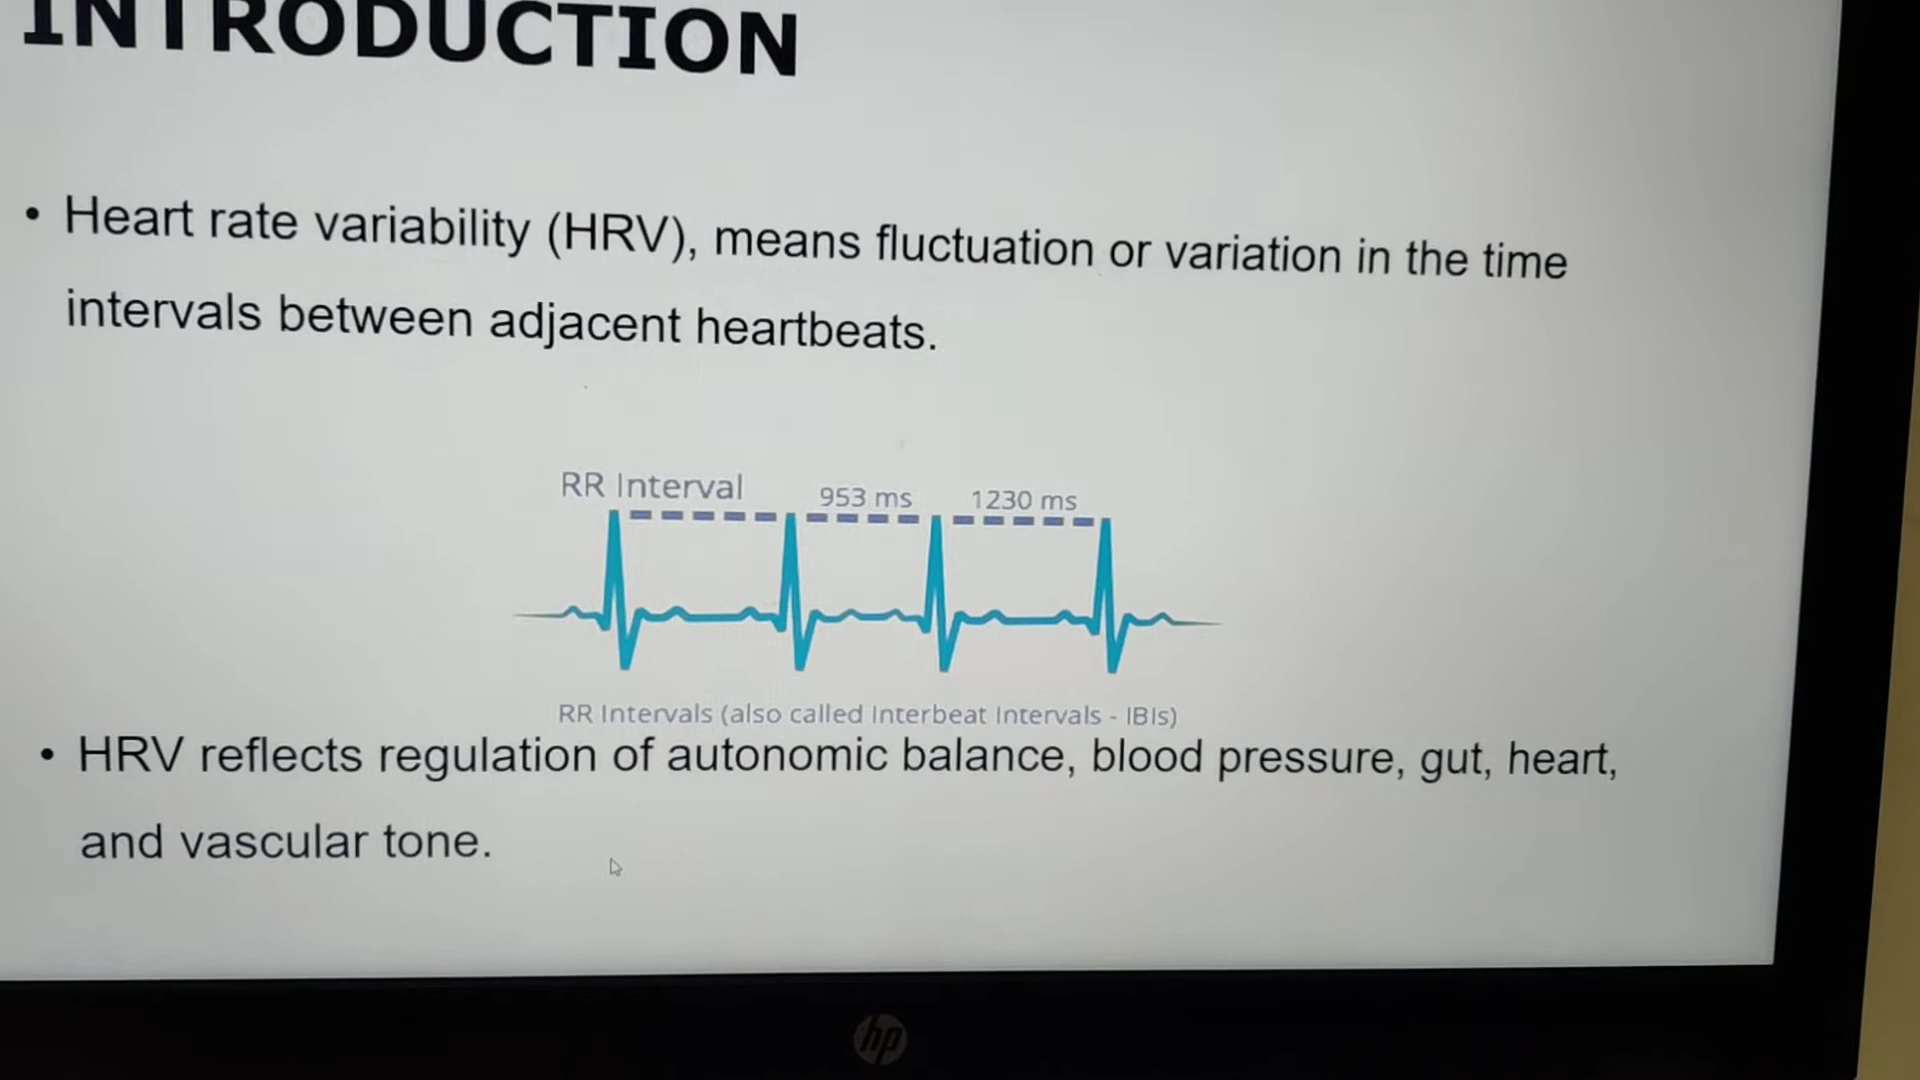 INTRODUCTION
• Heart rate variability (HRV), means fluctuation or variation in the time
intervals between adjacent heartbeats.
RR Interval 953 ms 1230 ms
RR Intervals (also called Interbeat Intervals - IBIs)
• HRV reflects regulation of autonomic balance, blood pressure, gut, heart,
and vascular tone.
hp